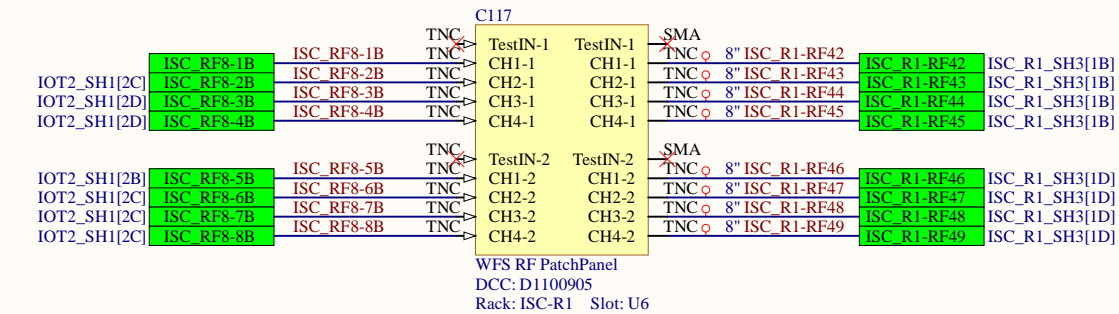 C117
TNC TestIN-1 TestIN-1 SMA
ISC_RF8-1B ISC_RF8-1B TNC CH1-1 CH1-1 TNC 8" ISC_R1-RF42 ISC_R1-RF42 ISC_R1_SH3[1B]
IOT2_SH1[2C] ISC_RF8-2B ISC_RF8-2B TNC CH2-1 CH2-1 TNC 8" ISC_R1-RF43 ISC_R1-RF43 ISC_R1_SH3[1B]
IOT2_SH1[2D] ISC_RF8-3B ISC_RF8-3B TNC CH3-1 CH3-1 TNC 8" ISC_R1-RF44 ISC_R1-RF44 ISC_R1_SH3[1B]
IOT2_SH1[2D] ISC_RF8-4B ISC_RF8-4B TNC CH4-1 CH4-1 TNC 8" ISC_R1-RF45 ISC_R1-RF45 ISC_R1_SH3[1B]
TNC TestIN-2 TestIN-2 SMA
IOT2_SH1[2B] ISC_RF8-5B ISC_RF8-5B TNC CH1-2 CH1-2 TNC 8" ISC_R1-RF46 ISC_R1-RF46 ISC_R1_SH3[1D]
IOT2_SH1[2C] ISC_RF8-6B ISC_RF8-6B TNC CH2-2 CH2-2 TNC 8" ISC_R1-RF47 ISC_R1-RF47 ISC_R1_SH3[1D]
IOT2_SH1[2C] ISC_RF8-7B ISC_RF8-7B TNC CH3-2 CH3-2 TNC 8" ISC_R1-RF48 ISC_R1-RF48 ISC_R1_SH3[1D]
IOT2_SH1[2C] ISC_RF8-8B ISC_RF8-8B TNC CH4-2 CH4-2 TNC 8" ISC_R1-RF49 ISC_R1-RF49 ISC_R1_SH3[1D]
WFS RF PatchPanel
DCC: D1100905
Rack: ISC-R1 Slot: U6